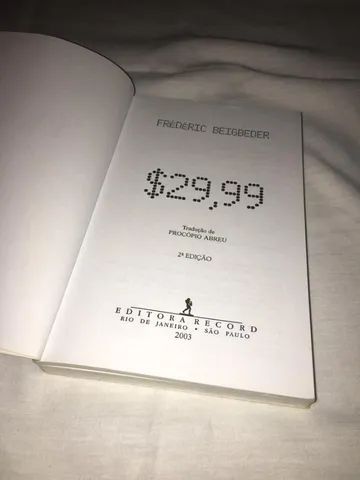 FRÉDÉRIC BEIGBEDER
$29,99
Tradução de
PROCÓPIO ABREU
2ª EDIÇÃO
EDITORA RECORD
RIO DE JANEIRO • SÃO PAULO
2003